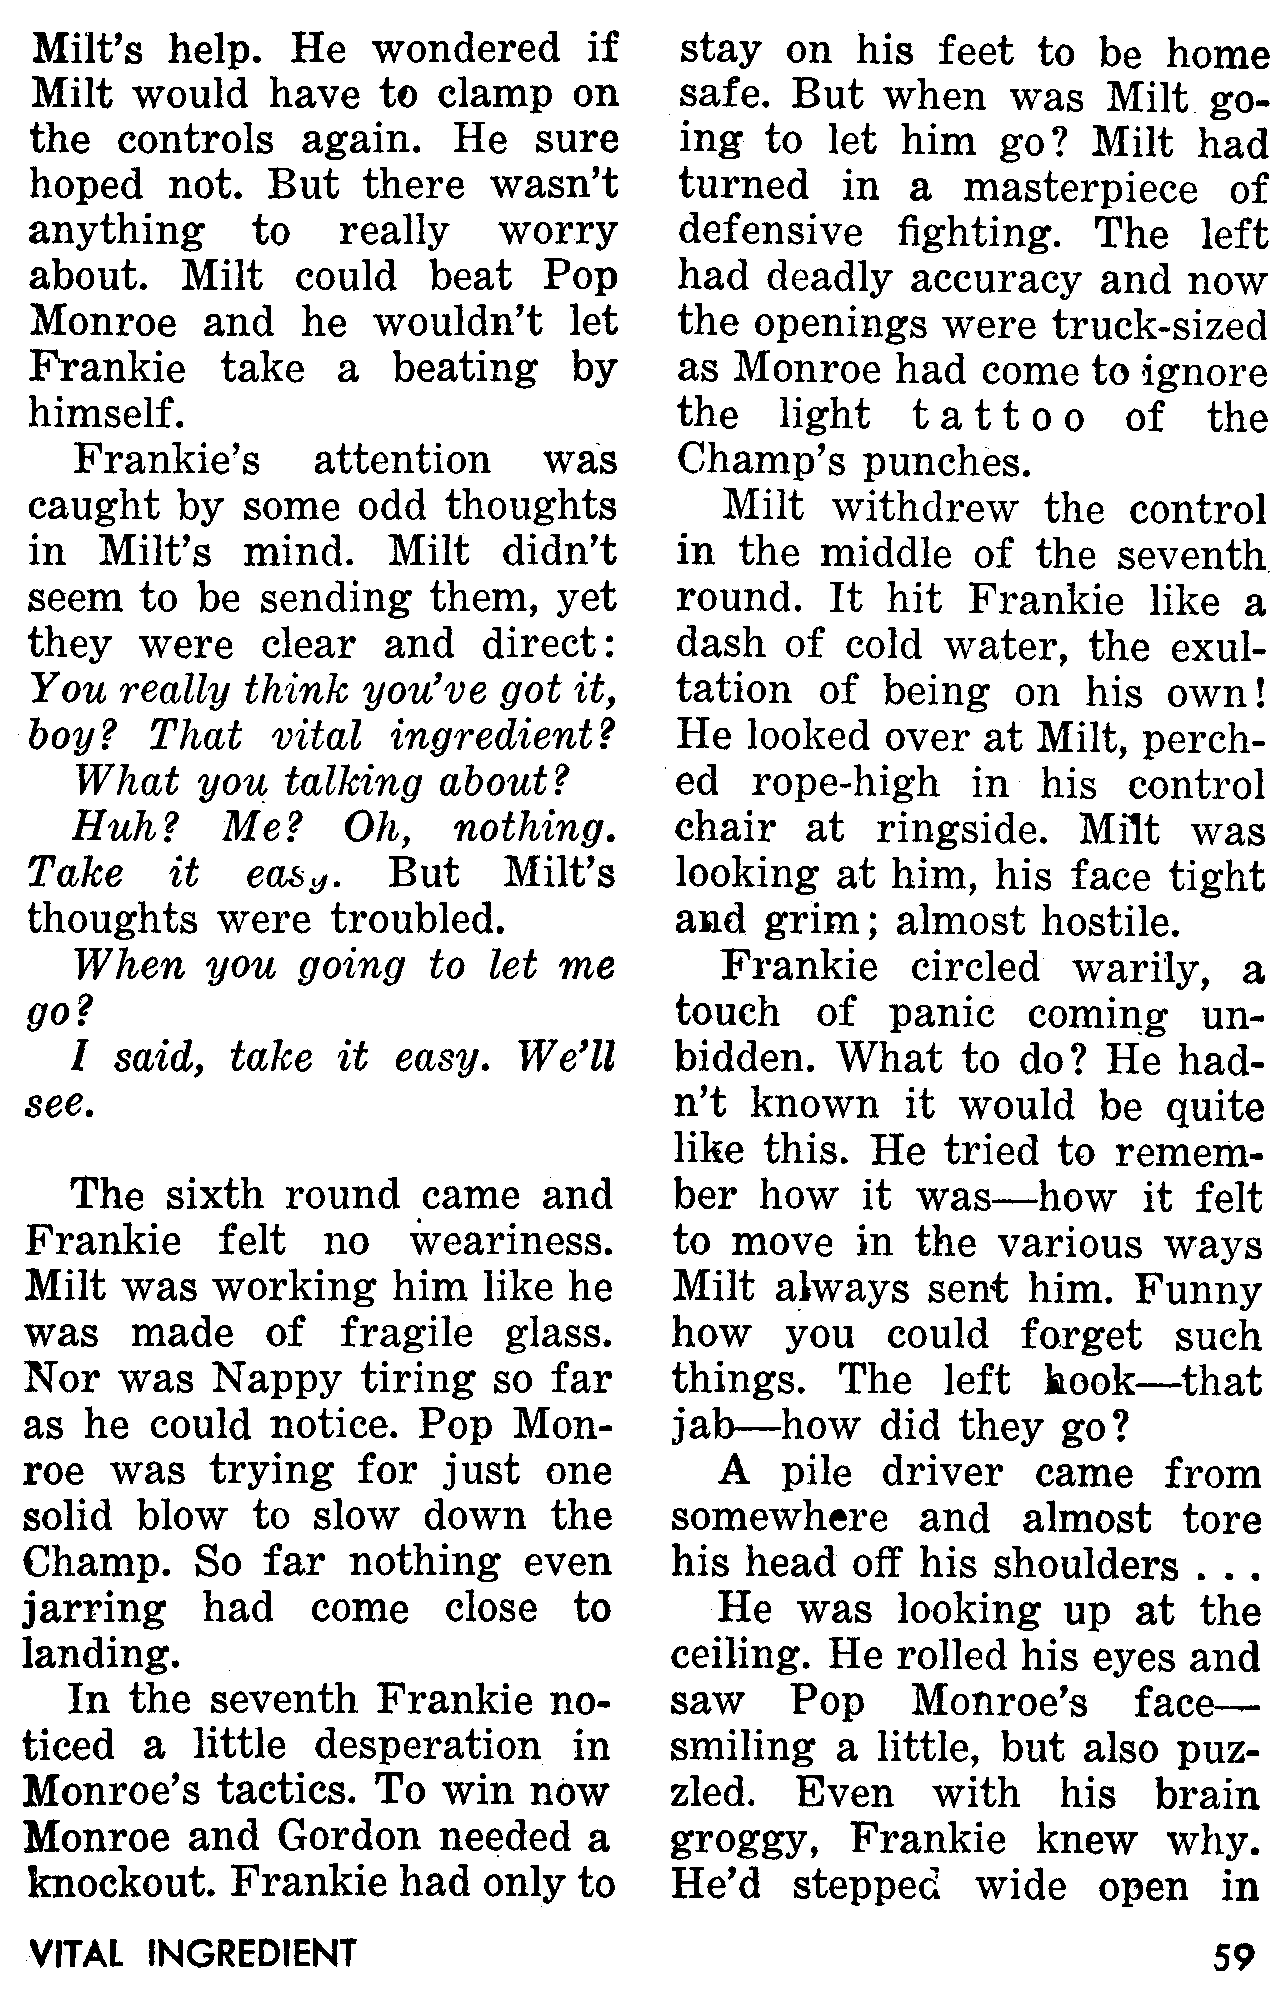 Milt's help. He wondered if
Milt would have to clamp on
the controls again. He sure
hoped not. But there wasn't
anything to really worry
about. Milt could beat Pop
Monroe and he wouldn't let
Frankie take a beating by
himself.
Frankie's attention was
caught by some odd thoughts
in Milt's mind. Milt didn't
seem to be sending them, yet
they were clear and direct:
You really think you've got it,
boy? That vital ingredient?
What you talking about?
Huh? Me? Oh, nothing.
Take it easy. But Milt's
thoughts were troubled.
When you going to let me
go?
I said, take it easy. We'll
see.
The sixth round came and
Frankie felt no weariness.
Milt was working him like he
was made of fragile glass.
Nor was Nappy tiring so far
as he could notice. Pop Mon-
roe was trying for just one
solid blow to slow down the
Champ. So far nothing even
jarring had come close to
landing.
In the seventh Frankie no-
ticed a little desperation in
Monroe's tactics. To win now
Monroe and Gordon needed a
knockout. Frankie had only to
stay on his feet to be home
safe. But when was Milt go-
ing to let him go? Milt had
turned in a masterpiece of
defensive fighting. The left
had deadly accuracy and now
the openings were truck-sized
as Monroe had come to ignore
the light tattoo of the
Champ's punches.
Milt withdrew the control
in the middle of the seventh
round. It hit Frankie like a
dash of cold water, the exul-
tation of being on his own!
He looked over at Milt, perch-
ed rope-high in his control
chair at ringside. Milt was
looking at him, his face tight
and grim; almost hostile.
Frankie circled warily, a
touch of panic coming un-
bidden. What to do? He had-
n't known it would be quite
like this. He tried to remem-
ber how it was—how it felt
to move in the various ways
Milt always sent him. Funny
how you could forget such
things. The left hook—that
jab—how did they go?
A pile driver came from
somewhere and almost tore
his head off his shoulders . . .
He was looking up at the
ceiling. He rolled his eyes and
saw Pop Monroe's face—
smiling a little, but also puz-
zled. Even with his brain
groggy, Frankie knew why.
He'd stepped wide open in
VITAL INGREDIENT 59